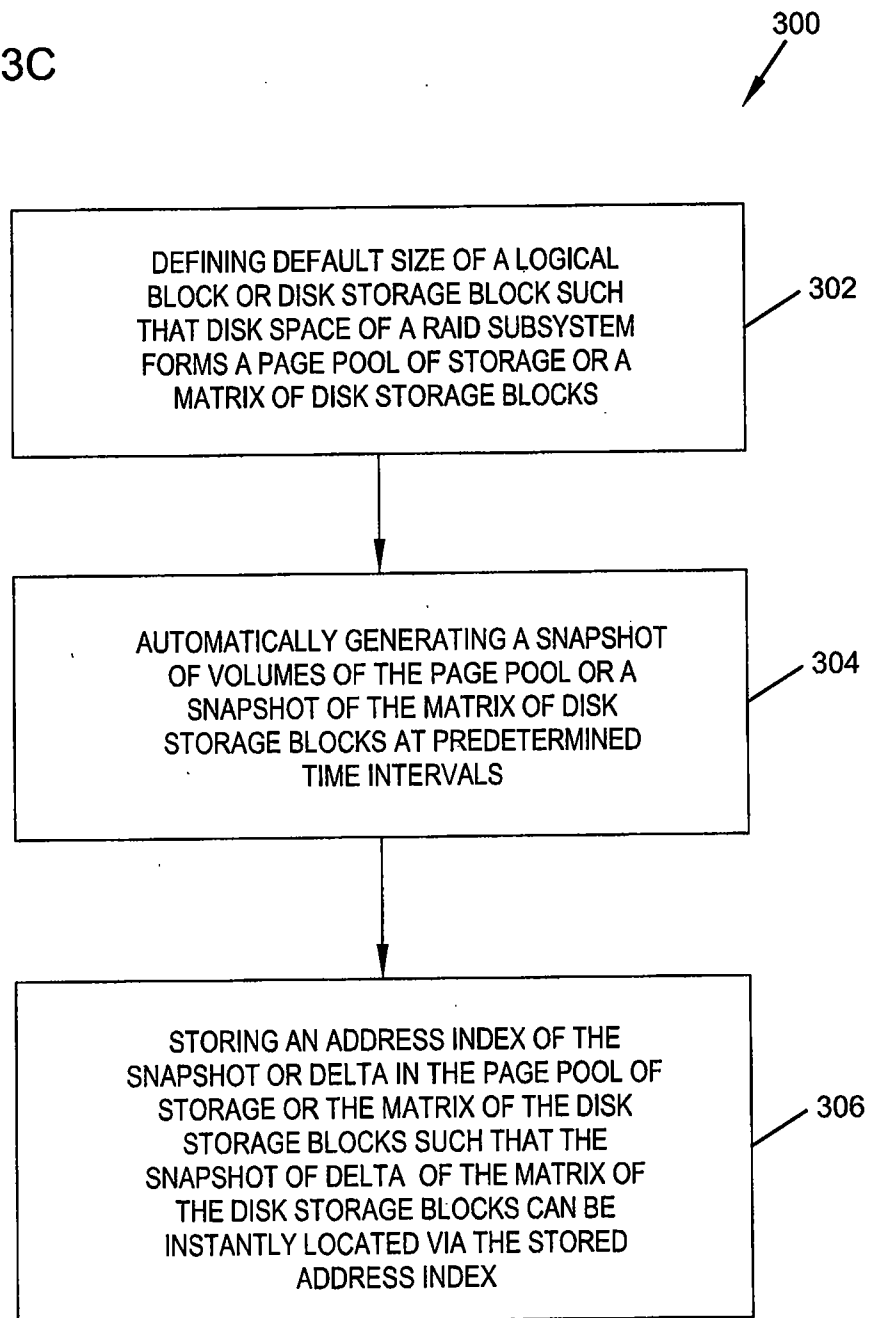 300
3C
DEFINING DEFAULT SIZE OF A LOGICAL
BLOCK OR DISK STORAGE BLOCK SUCH
THAT DISK SPACE OF A RAID SUBSYSTEM
FORMS A PAGE POOL OF STORAGE OR A
MATRIX OF DISK STORAGE BLOCKS
302
AUTOMATICALLY GENERATING A SNAPSHOT
OF VOLUMES OF THE PAGE POOL OR A
SNAPSHOT OF THE MATRIX OF DISK
STORAGE BLOCKS AT PREDETERMINED
TIME INTERVALS
304
STORING AN ADDRESS INDEX OF THE
SNAPSHOT OR DELTA IN THE PAGE POOL OF
STORAGE OR THE MATRIX OF THE DISK
STORAGE BLOCKS SUCH THAT THE
SNAPSHOT OF DELTA OF THE MATRIX OF
THE DISK STORAGE BLOCKS CAN BE
INSTANTLY LOCATED VIA THE STORED
ADDRESS INDEX
306